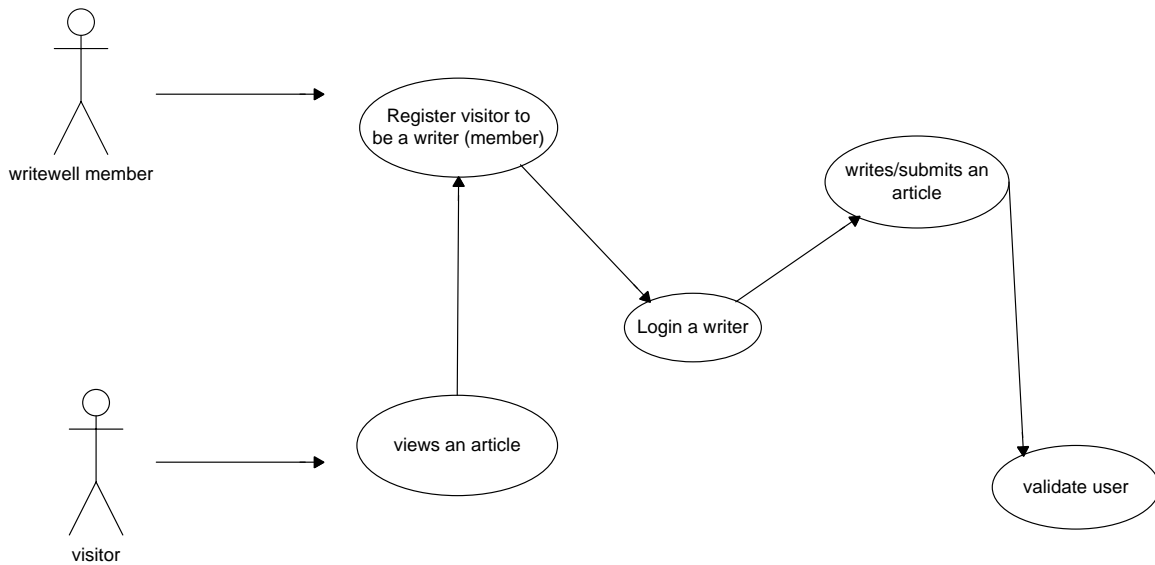 writewell member
Register visitor to
be a writer (member)
writes/submits an
article
Login a writer
views an article
validate user
visitor